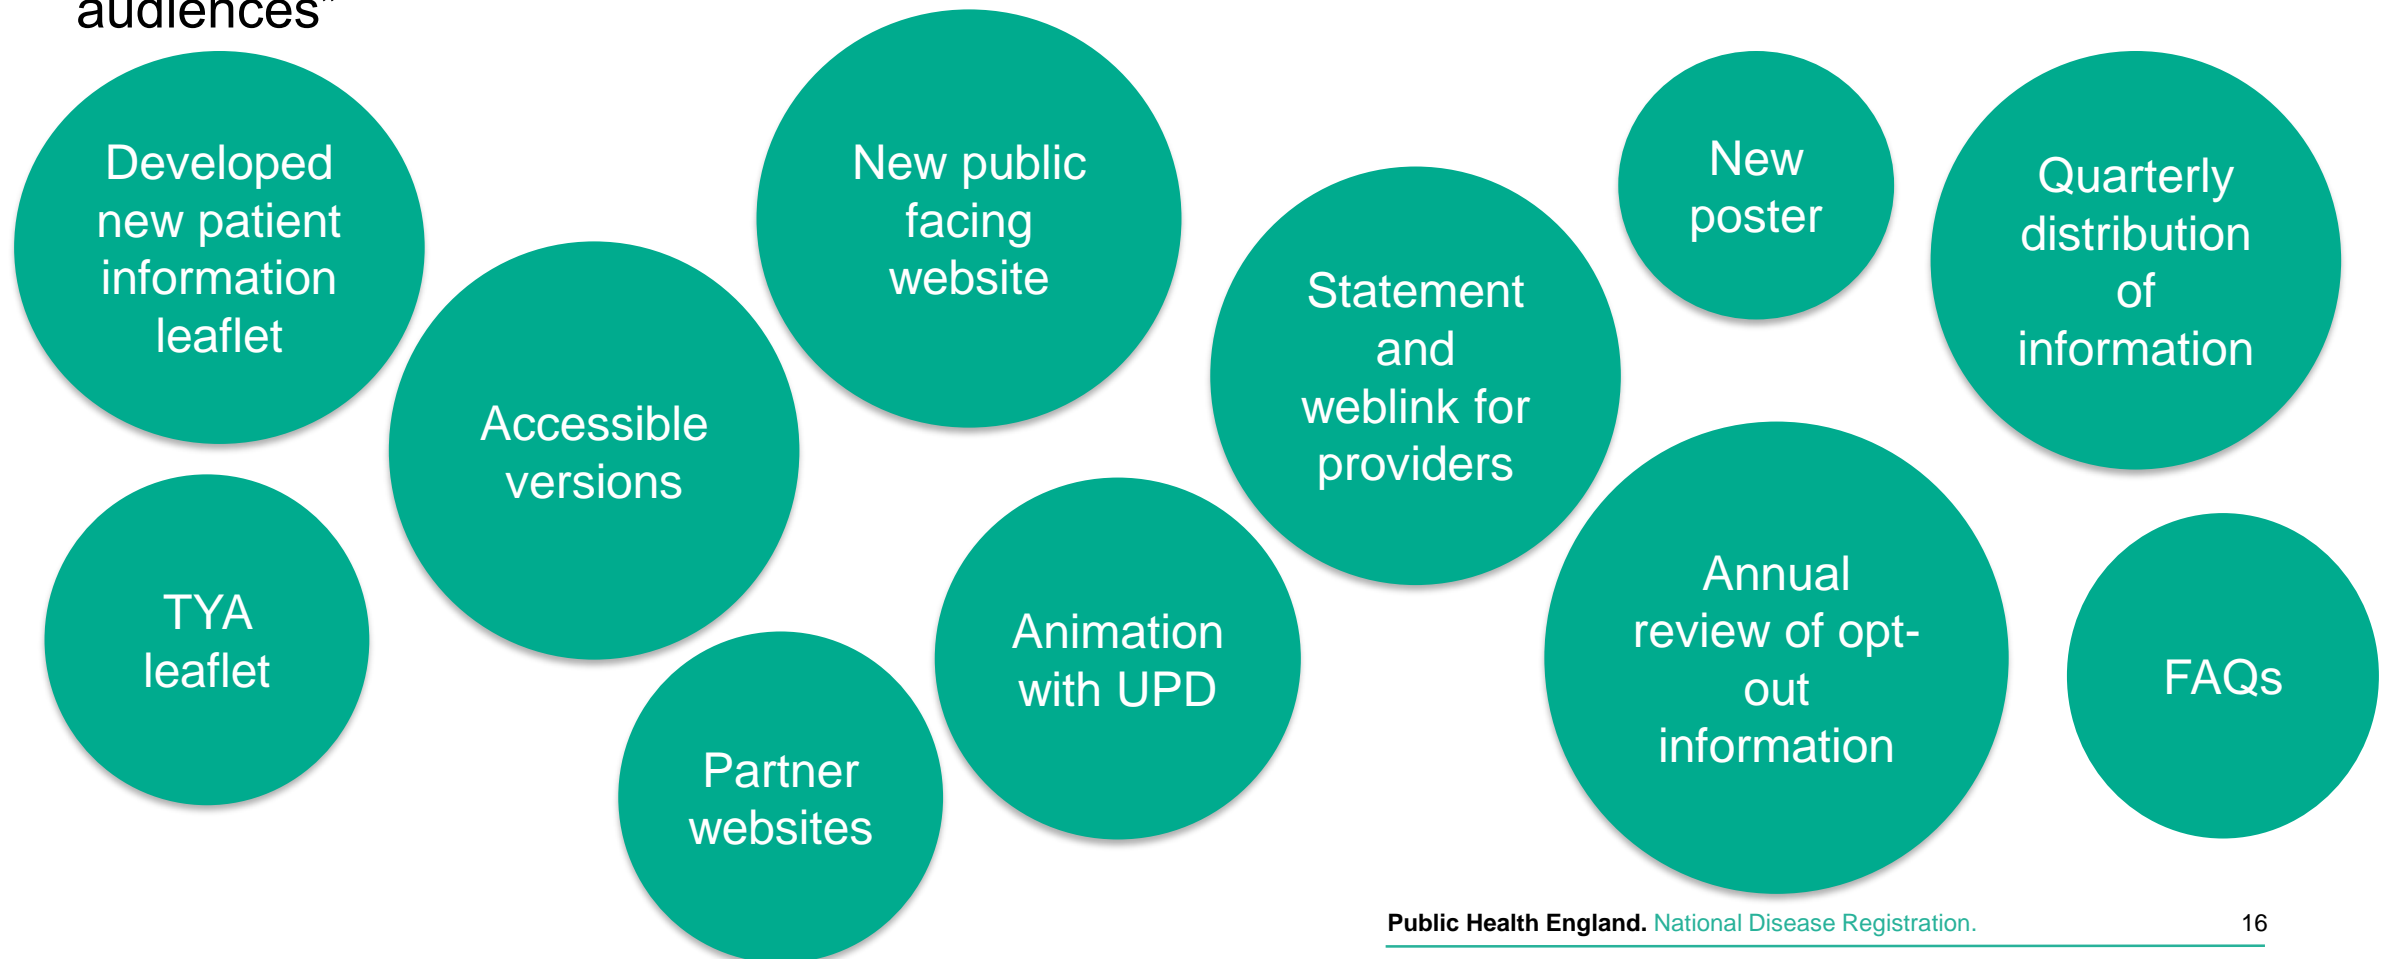 audiences"
Developed
new patient
information
leaflet
Accessible
versions
New public
facing
website
Statement
and
weblink for
providers
New
poster
Quarterly
distribution
of
information
TYA
leaflet
Partner
websites
Animation
with UPD
Annual
review of opt-
out
information
FAQs
Public Health England. National Disease Registration. 16